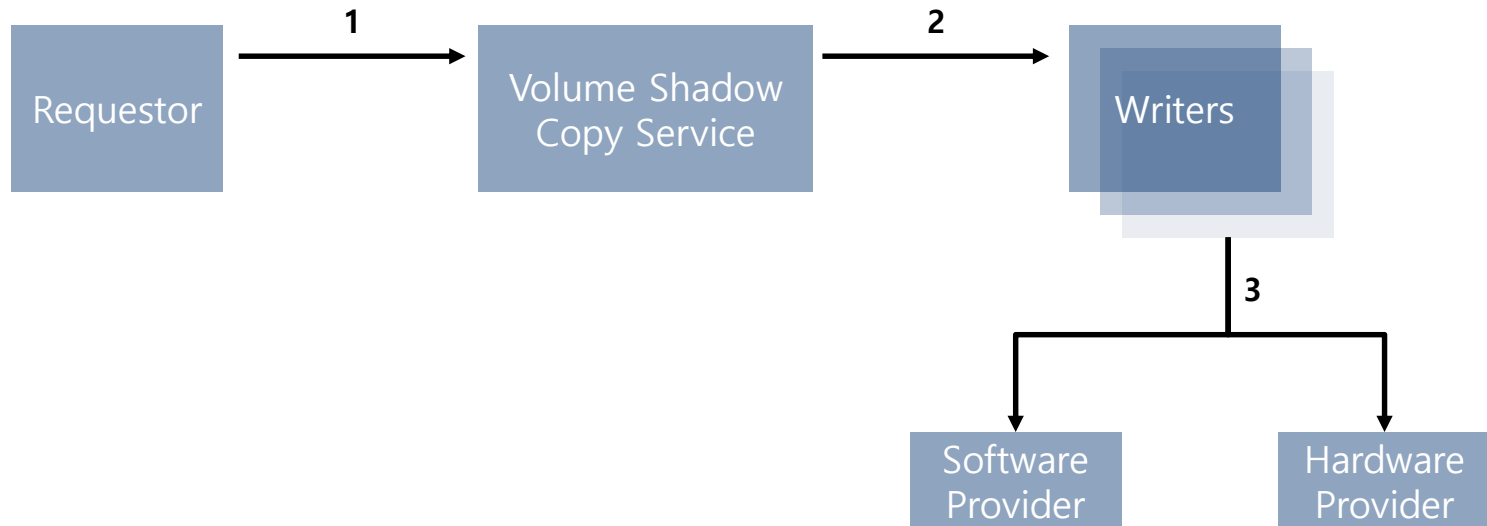 1
2
Requestor
Volume Shadow
Copy Service
Writers
3
Software
Provider
Hardware
Provider